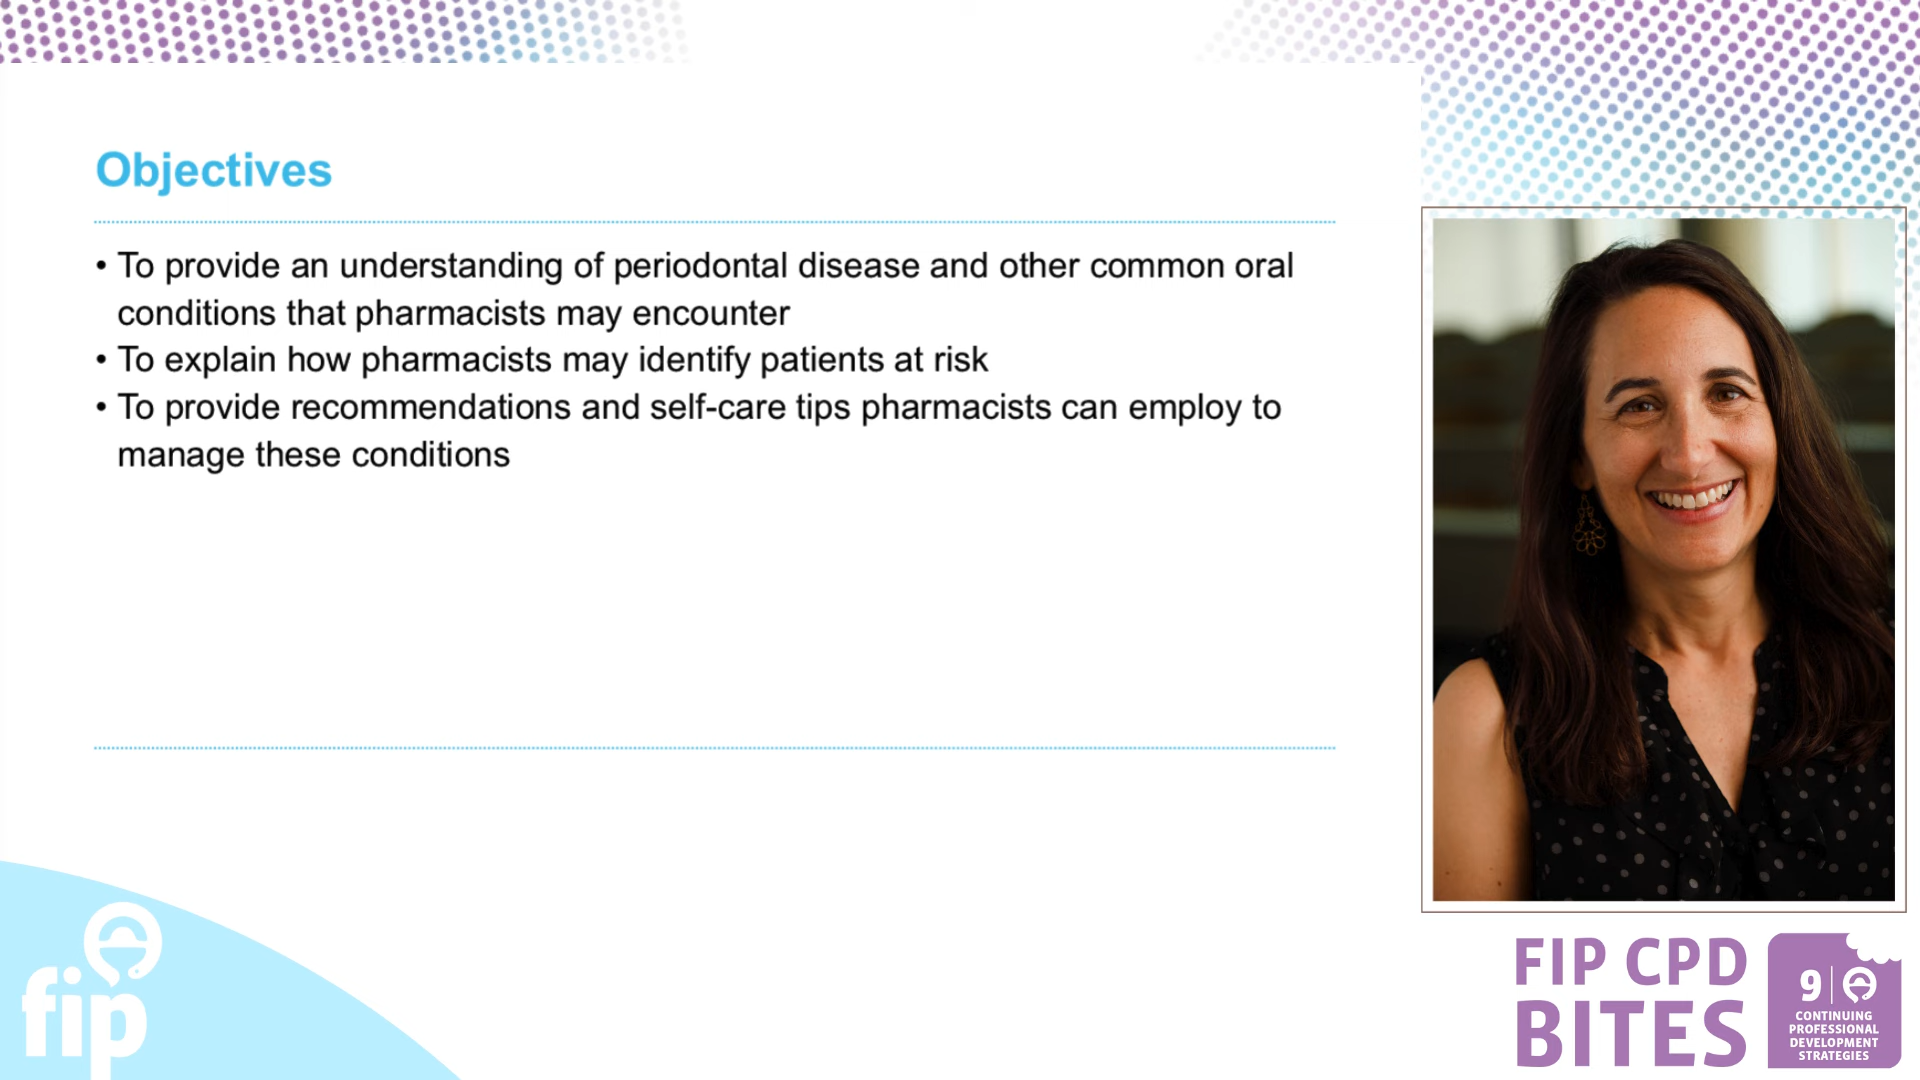 Objectives
• To provide an understanding of periodontal disease and other common oral
conditions that pharmacists may encounter
• To explain how pharmacists may identify patients at risk
• To provide recommendations and self-care tips pharmacists can employ to
manage these conditions
fip
FIP CPD
BITES
9
CONTINUING
PROFESSIONAL
DEVELOPMENT
STRATEGIES